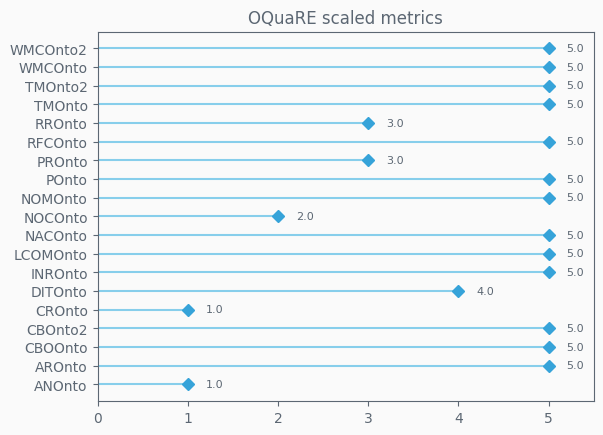 OQuaRE scaled metrics
WMCOnto2 5.0
WMCOnto 5.0
TMOnto2 5.0
TMOnto 5.0
RROnto 3.0
RFCOnto 5.0
PROnto 3.0
POnto 5.0
NOMOnto 5.0
NOCOnto 2.0
NACOnto 5.0
LCOMOnto 5.0
INROnto 5.0
DITOnto 4.0
CROnto 1.0
CBOnto2 5.0
CBOOnto 5.0
AROnto 5.0
ANOnto 1.0
0 1 2 3 4 5